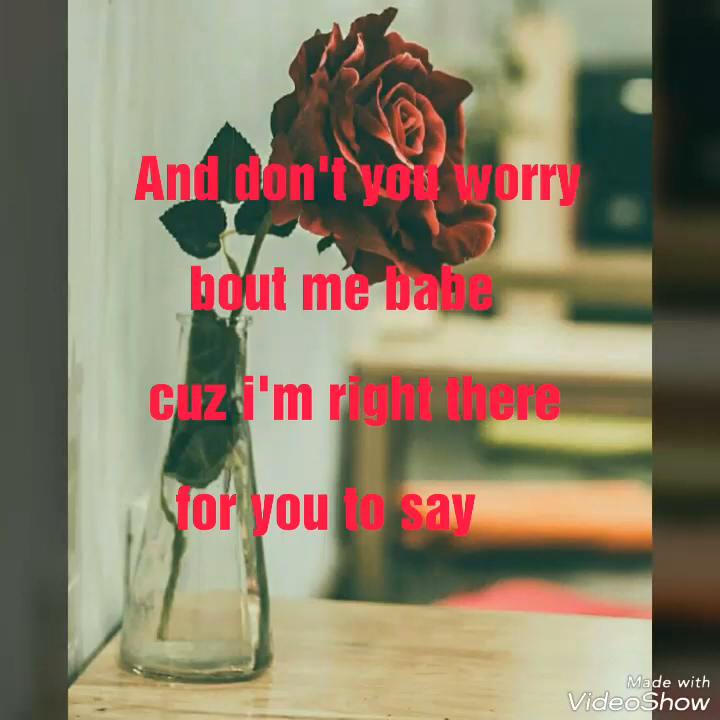 And don't you worry
bout me babe
cuz i'm right there
for you to say
Made with
VideoShow